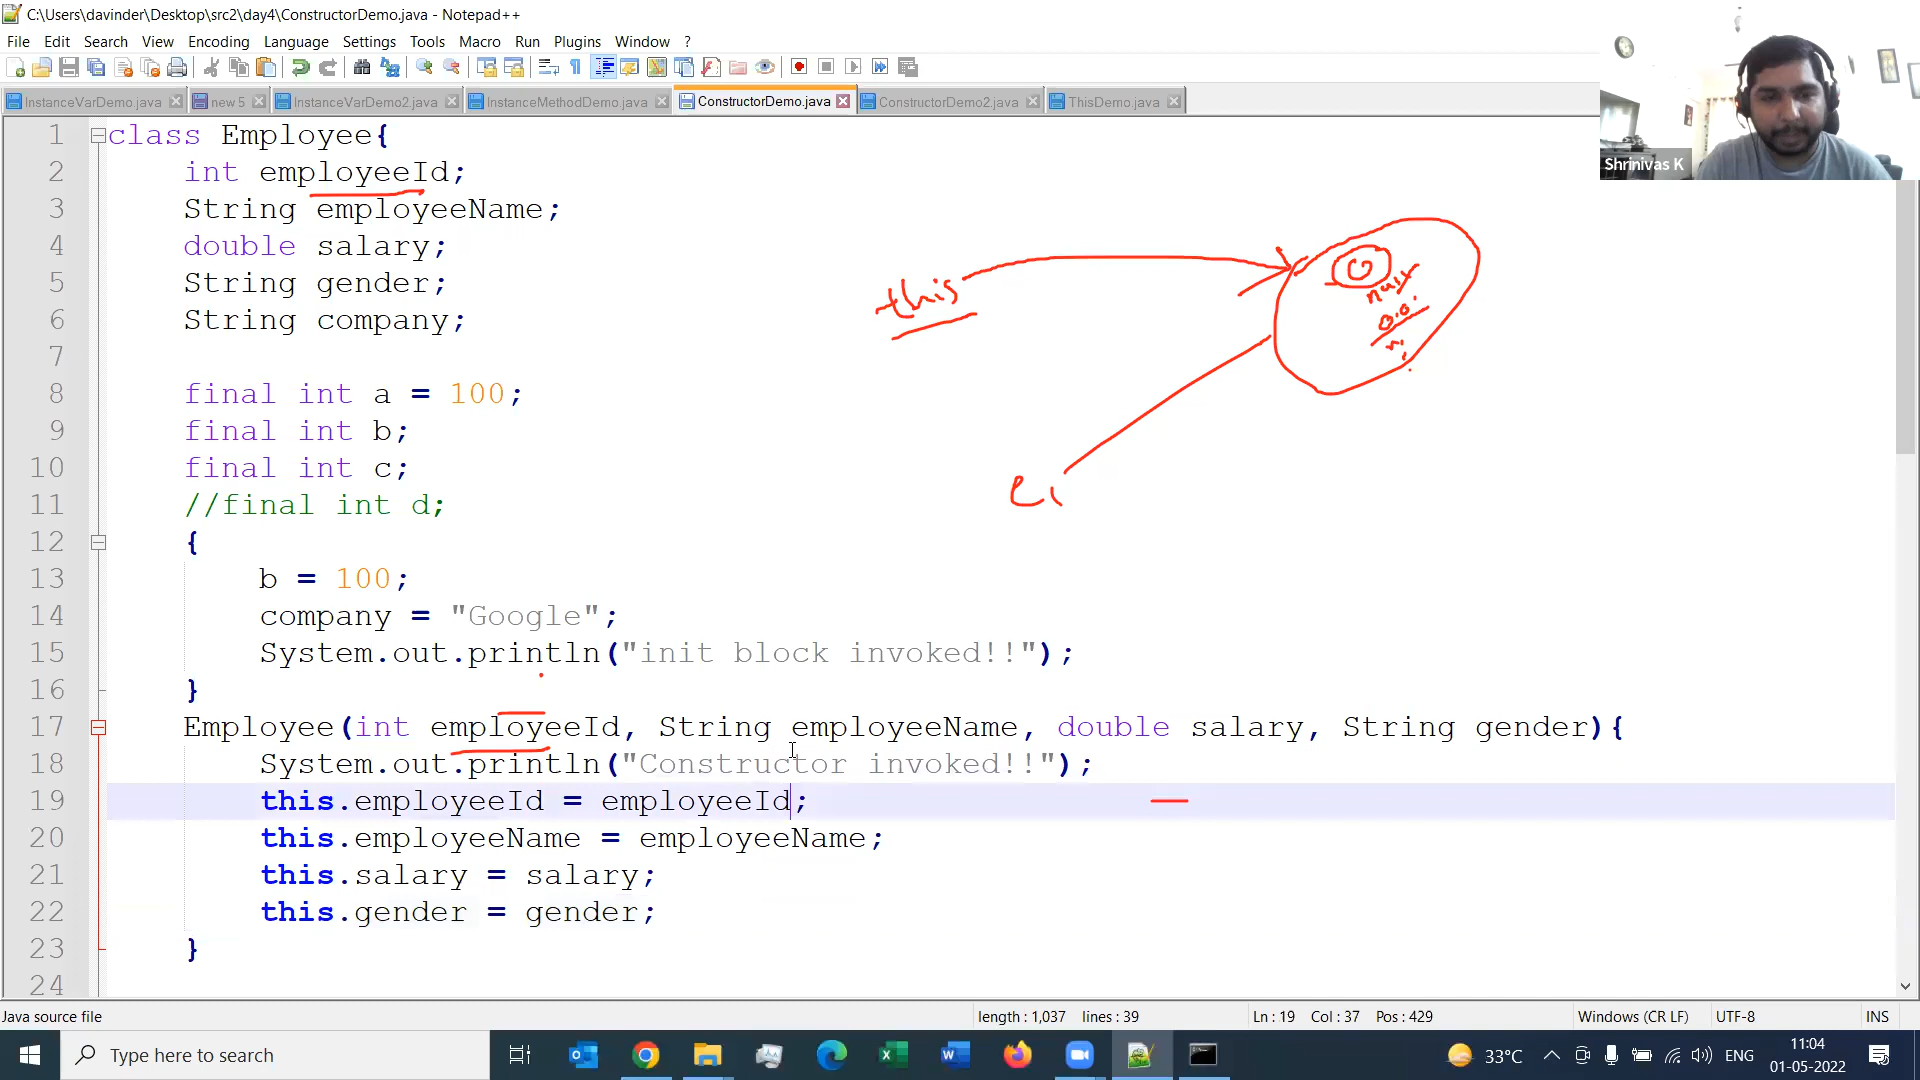 C:\Users\davinder\Desktop\src2\day4\ConstructorDemo.java - Notepad++
File Edit Search View Encoding Language Settings Tools Macro Run Plugins Window ?
InstanceVarDemo.java new 5 InstanceVarDemo2.java InstanceMethodDemo.java ConstructorDemo.java ConstructorDemo2.java ThisDemo.java
Shrinivas K
1 class Employee{
2 int employeeId;
3 String employeeName;
4 double salary;
5 String gender;
6 String company;
7
8 final int a = 100;
9 final int b;
10 final int c;
11 //final int d;
12 {
13 b = 100;
14 company = "Google";
15 System.out.println("init block invoked!!");
16 }
17 Employee(int employeeId, String employeeName, double salary, String gender){
18 System.out.println("Constructor invoked!!");
19 this.employeeId = employeeId;
20 this.employeeName = employeeName;
21 this.salary = salary;
22 this.gender = gender;
23 }
24
this
null
0.0
e1
Java source file length : 1,037 lines : 39 Ln : 19 Col : 37 Pos : 429 Windows (CR LF) UTF-8 INS
Type here to search
33°C ENG
11:04
01-05-2022